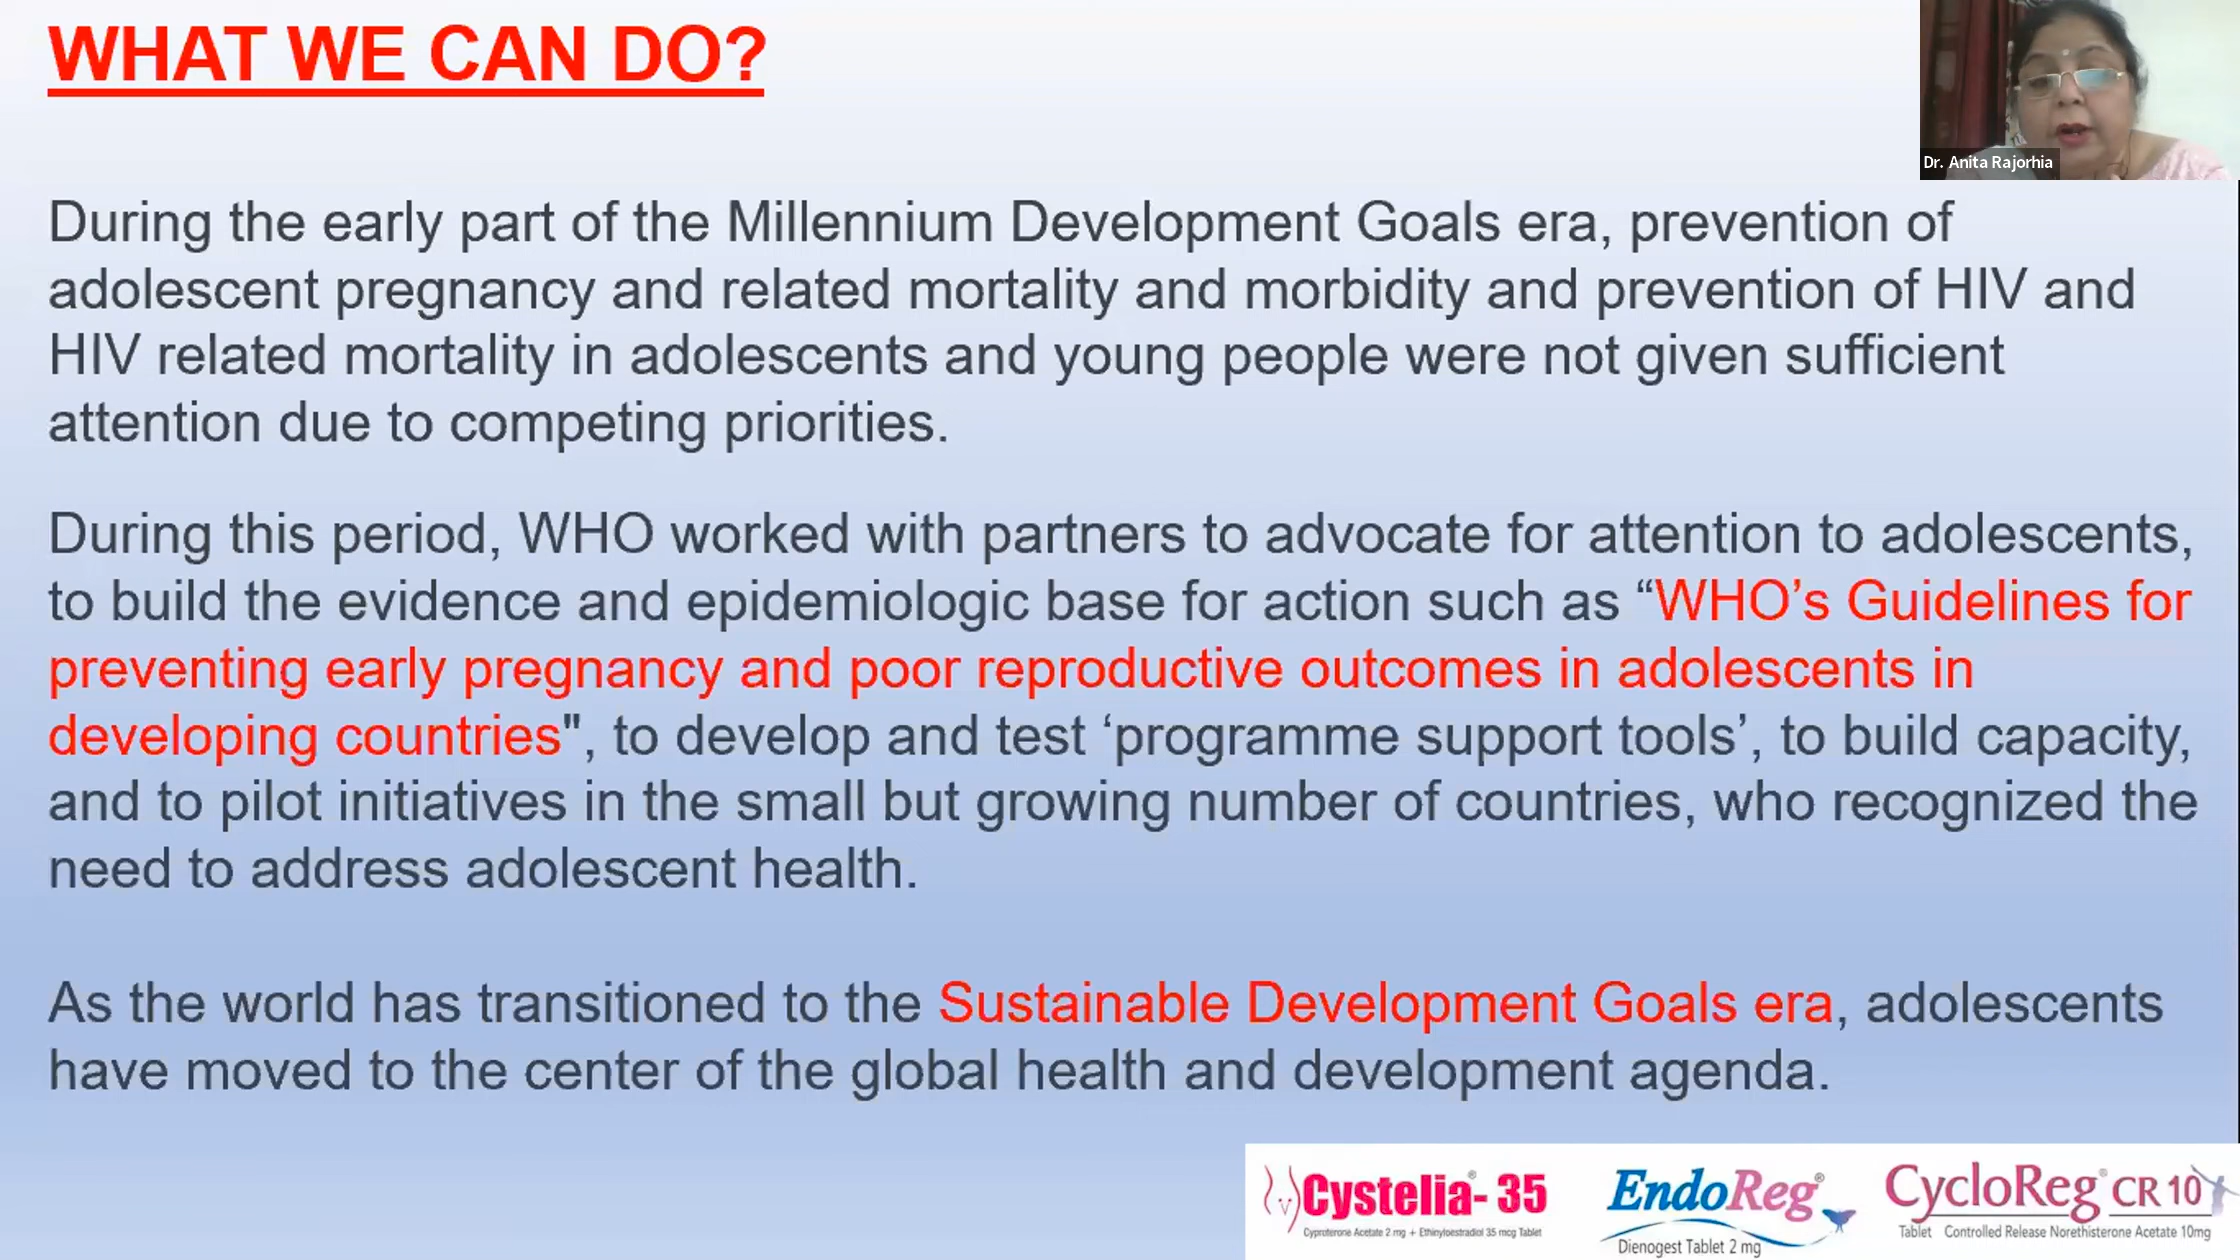 WHAT WE CAN DO?
Dr. Anita Rajorhia
During the early part of the Millennium Development Goals era, prevention of
adolescent pregnancy and related mortality and morbidity and prevention of HIV and
HIV related mortality in adolescents and young people were not given sufficient
attention due to competing priorities.
During this period, WHO worked with partners to advocate for attention to adolescents,
to build the evidence and epidemiologic base for action such as “WHO’s Guidelines for
preventing early pregnancy and poor reproductive outcomes in adolescents in
developing countries", to develop and test ‘programme support tools’, to build capacity,
and to pilot initiatives in the small but growing number of countries, who recognized the
need to address adolescent health.
As the world has transitioned to the Sustainable Development Goals era, adolescents
have moved to the center of the global health and development agenda.
Cystelia®- 35
Cyproterone Acetate 2 mg + Ethinyloestradiol 35 mcg Tablet
EndoReg®
Dienogest Tablet 2 mg
CycloReg® CR 10
Tablet Controlled Release Norethisterone Acetate 10mg